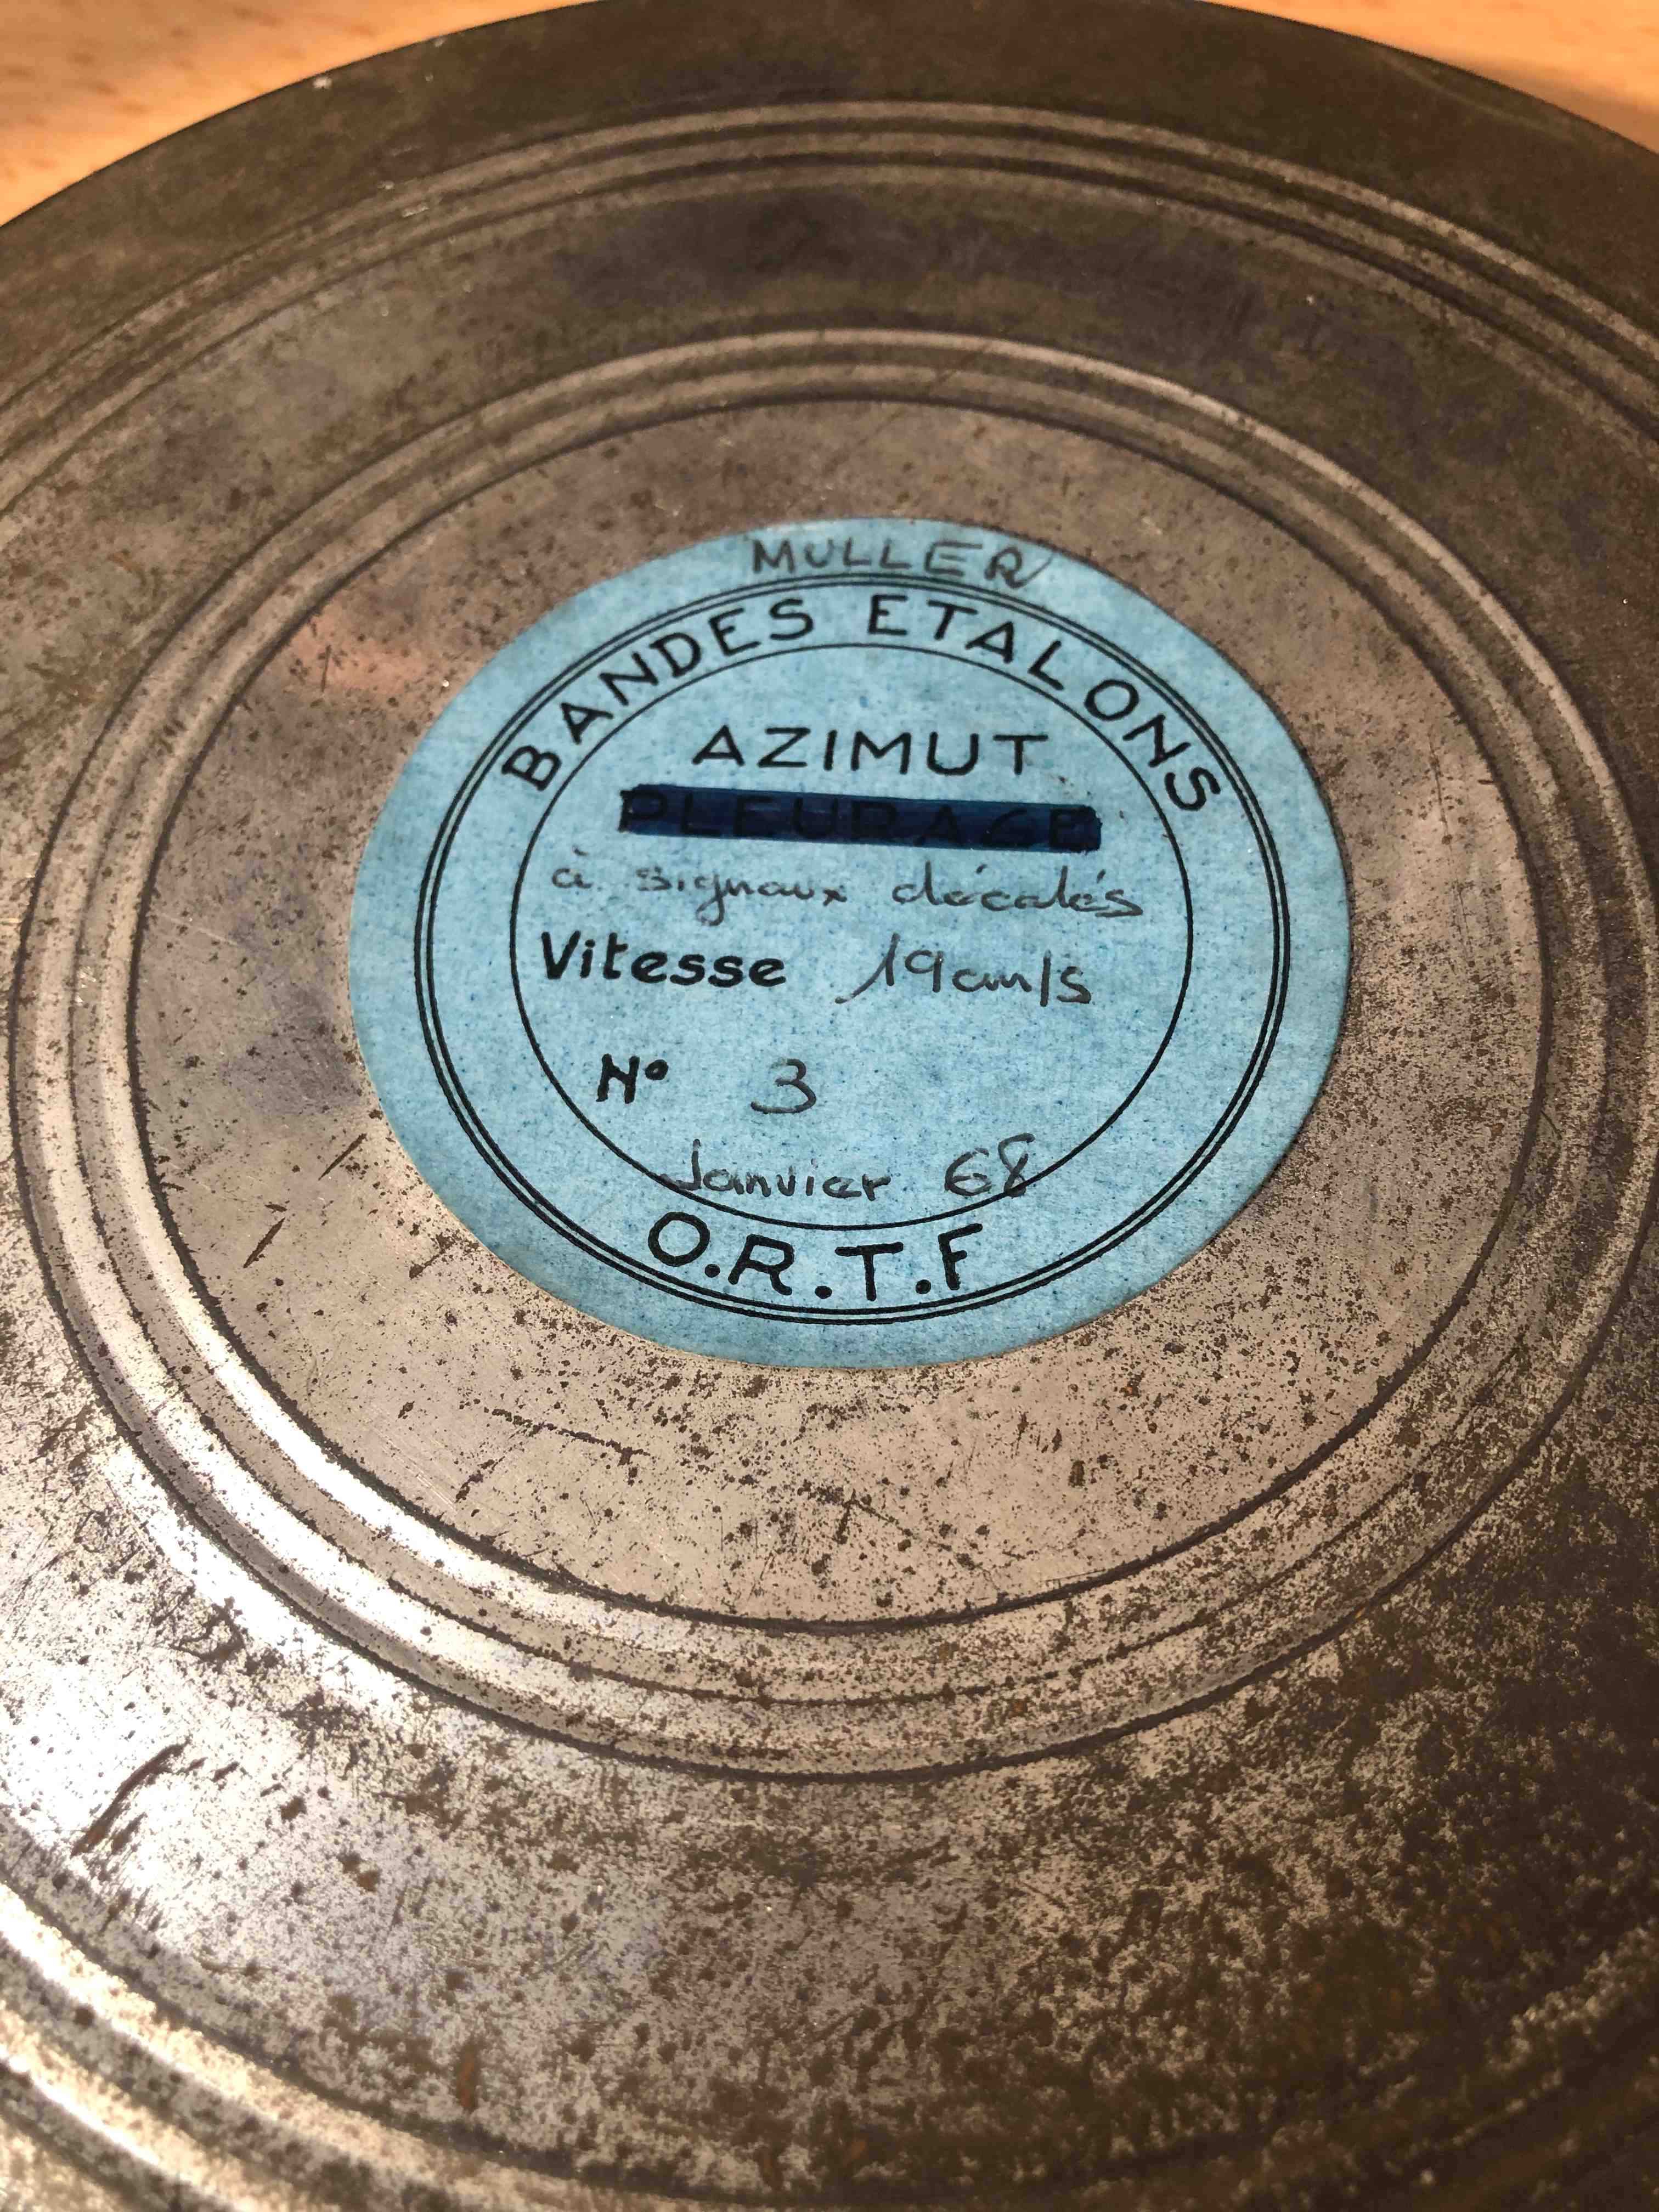 MULLER
BANDES ETALONS
AZIMUT
PLEURAGE
à signaux décalés
Vitesse 19cm/s
N° 3
Janvier 68
O.R.T.F